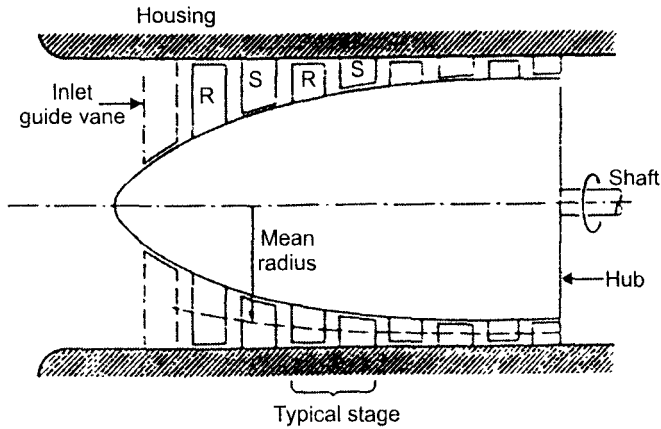 Housing
R
S
R
S
Inlet
guide vane
Shaft
Mean
radius
Hub
Typical stage